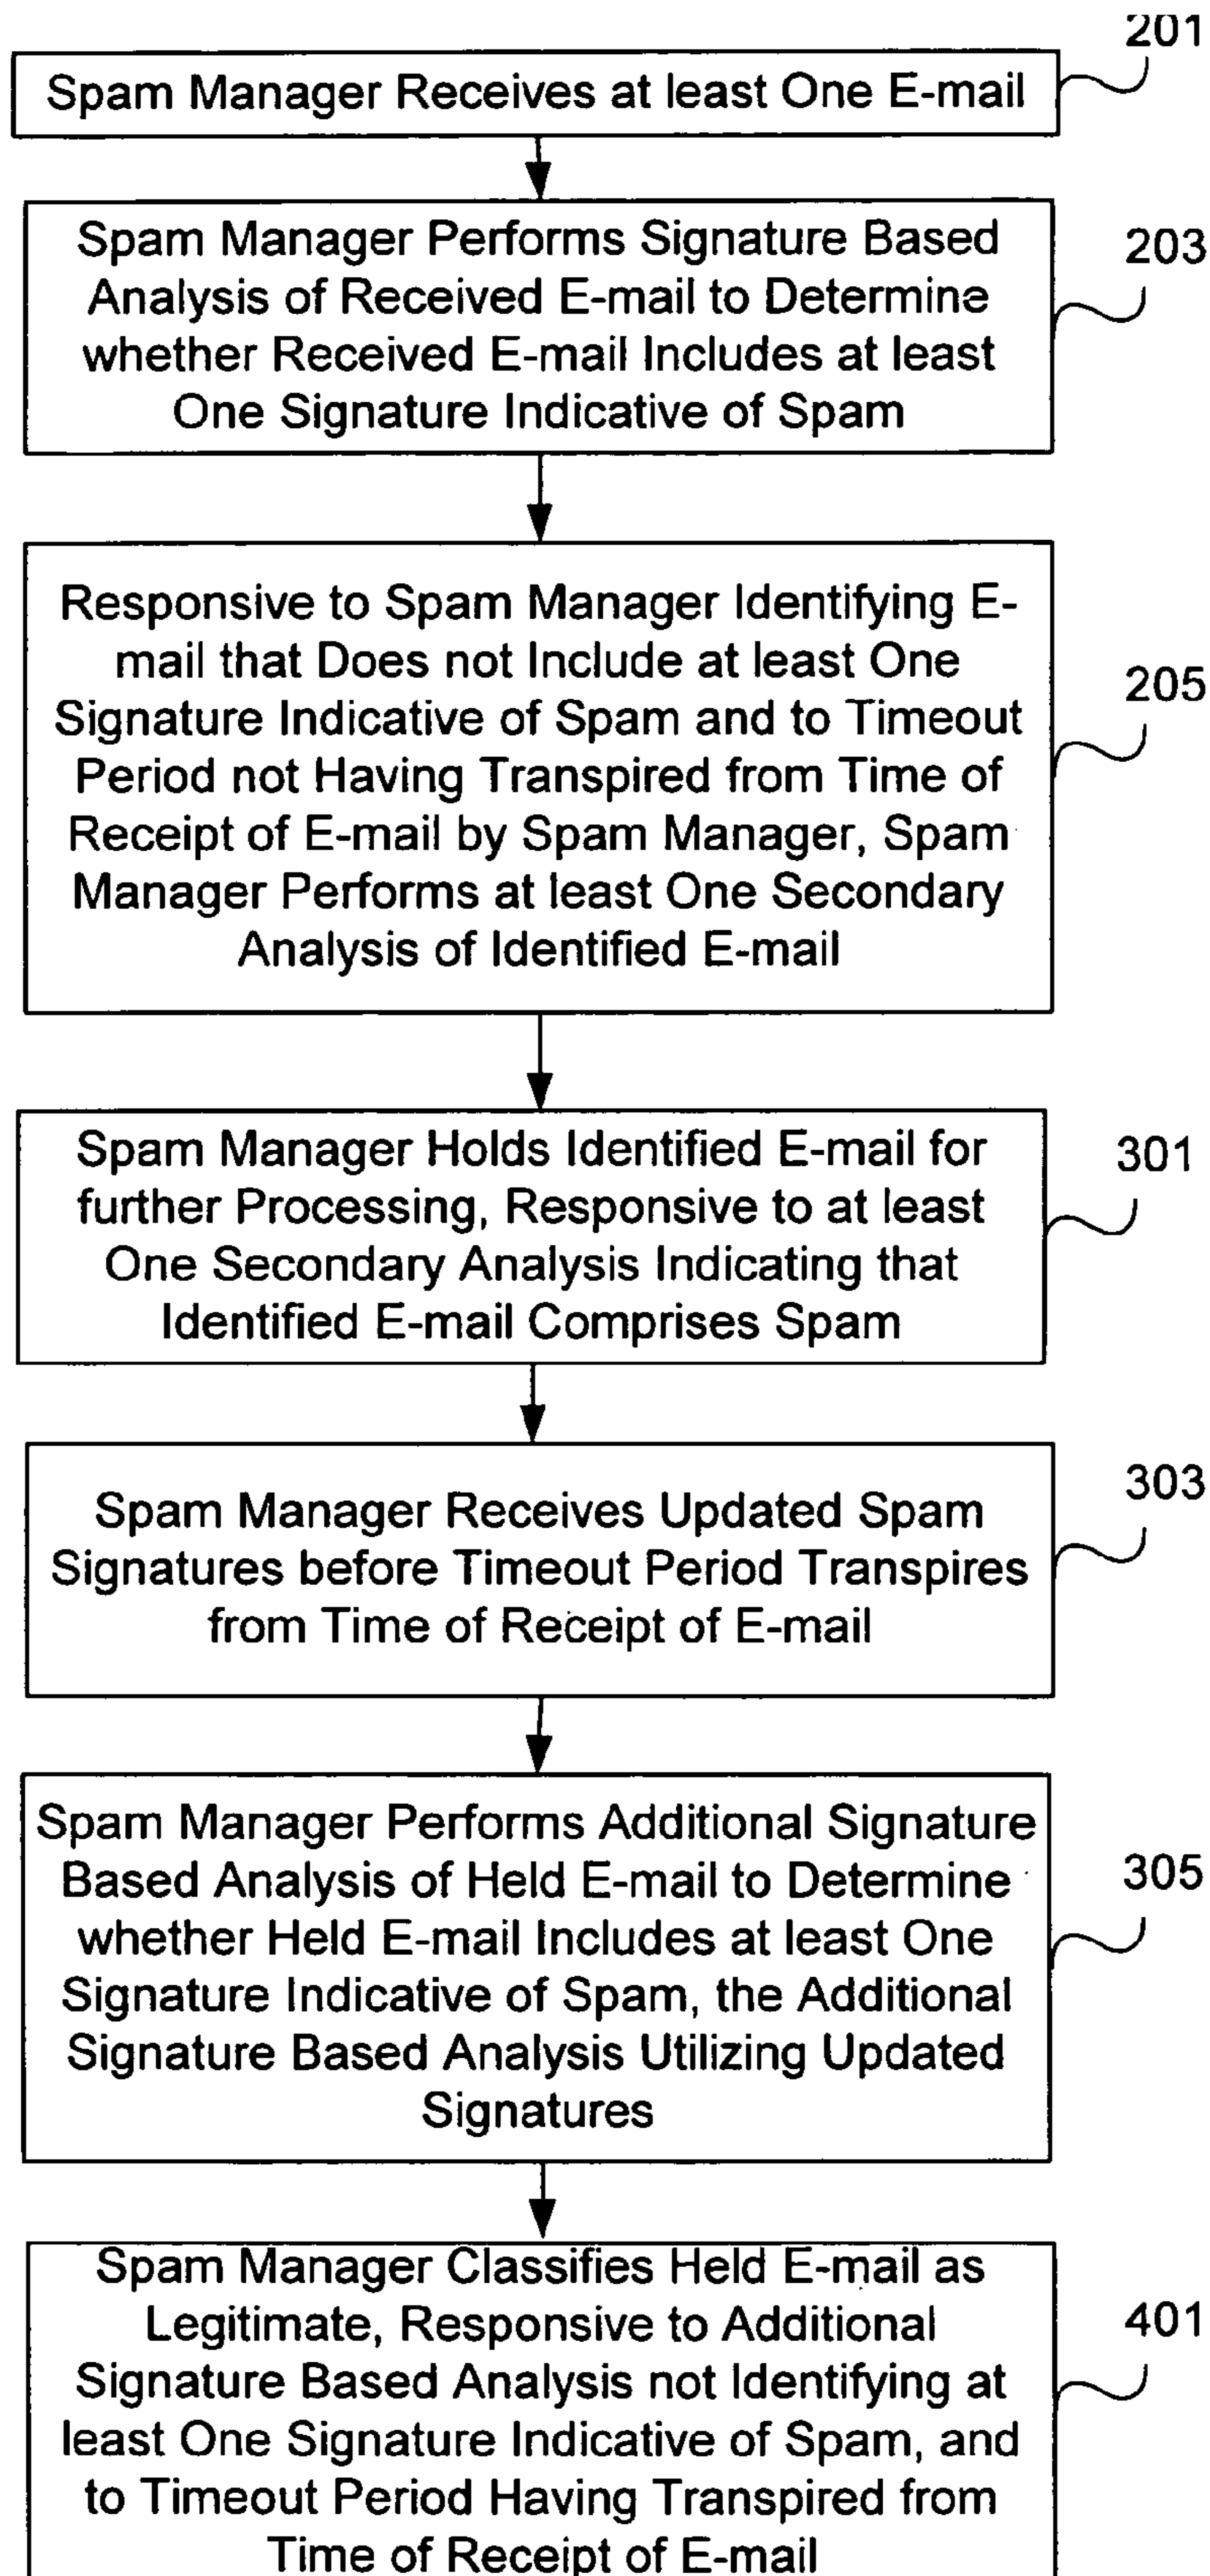 201
Spam Manager Receives at least One E-mail
203
Spam Manager Performs Signature Based
Analysis of Received E-mail to Determine
whether Received E-mail Includes at least
One Signature Indicative of Spam
Responsive to Spam Manager Identifying E-
mail that Does not Include at least One
205
Signature Indicative of Spam and to Timeout
Period not Having Transpired from Time of
Receipt of E-mail by Spam Manager, Spam
Manager Performs at least One Secondary
Analysis of Identified E-mail
301
Spam Manager Holds Identified E-mail for
further Processing, Responsive to at least
One Secondary Analysis Indicating that
Identified E-mail Comprises Spam
303
Spam Manager Receives Updated Spam
Signatures before Timeout Period Transpires
from Time of Receipt of E-mail
Spam Manager Performs Additional Signature
305
Based Analysis of Held E-mail to Determine
whether Held E-mail Includes at least One
Signature Indicative of Spam, the Additional
Signature Based Analysis Utilizing Updated
Signatures
Spam Manager Classifies Held E-mail as
401
Legitimate, Responsive to Additional
Signature Based Analysis not Identifying at
least One Signature Indicative of Spam, and
to Timeout Period Having Transpired from
Time of Receipt of E-mail